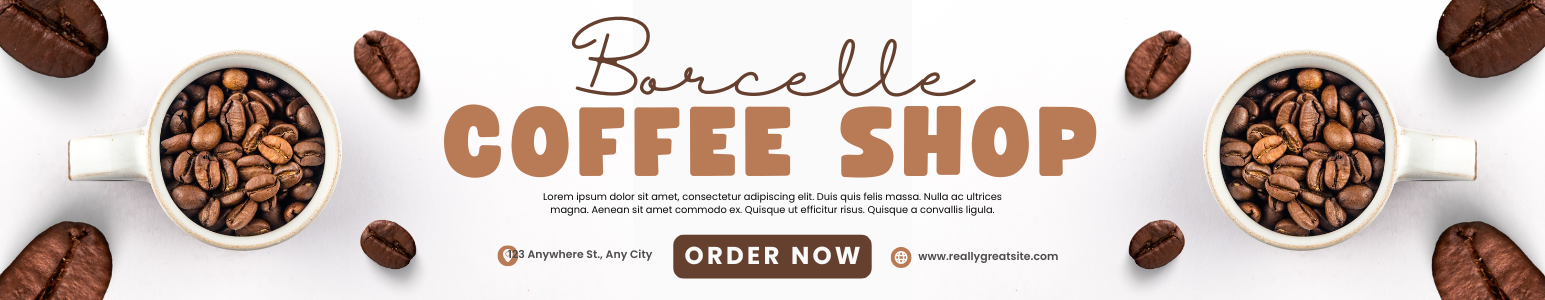 Borcelle
COFFEE SHOP
Lorem ipsum dolor sit amet, consectetur adipiscing elit. Duis quis felis massa. Nulla ac ultrices
magna. Aenean sit amet commodo ex. Quisque ut efficitur risus. Quisque a convallis ligula.
123 Anywhere St., Any City
ORDER NOW
www.reallygreatsite.com